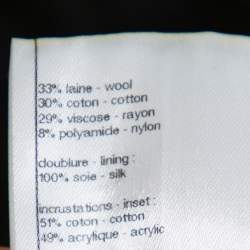 33% laine - wool
30% coton - cotton
29% viscose - rayon
8% polyamide - nylon
doublure - lining :
100% soie - silk
incrustations - inset :
51% coton - cotton
49% acrylique - acrylic